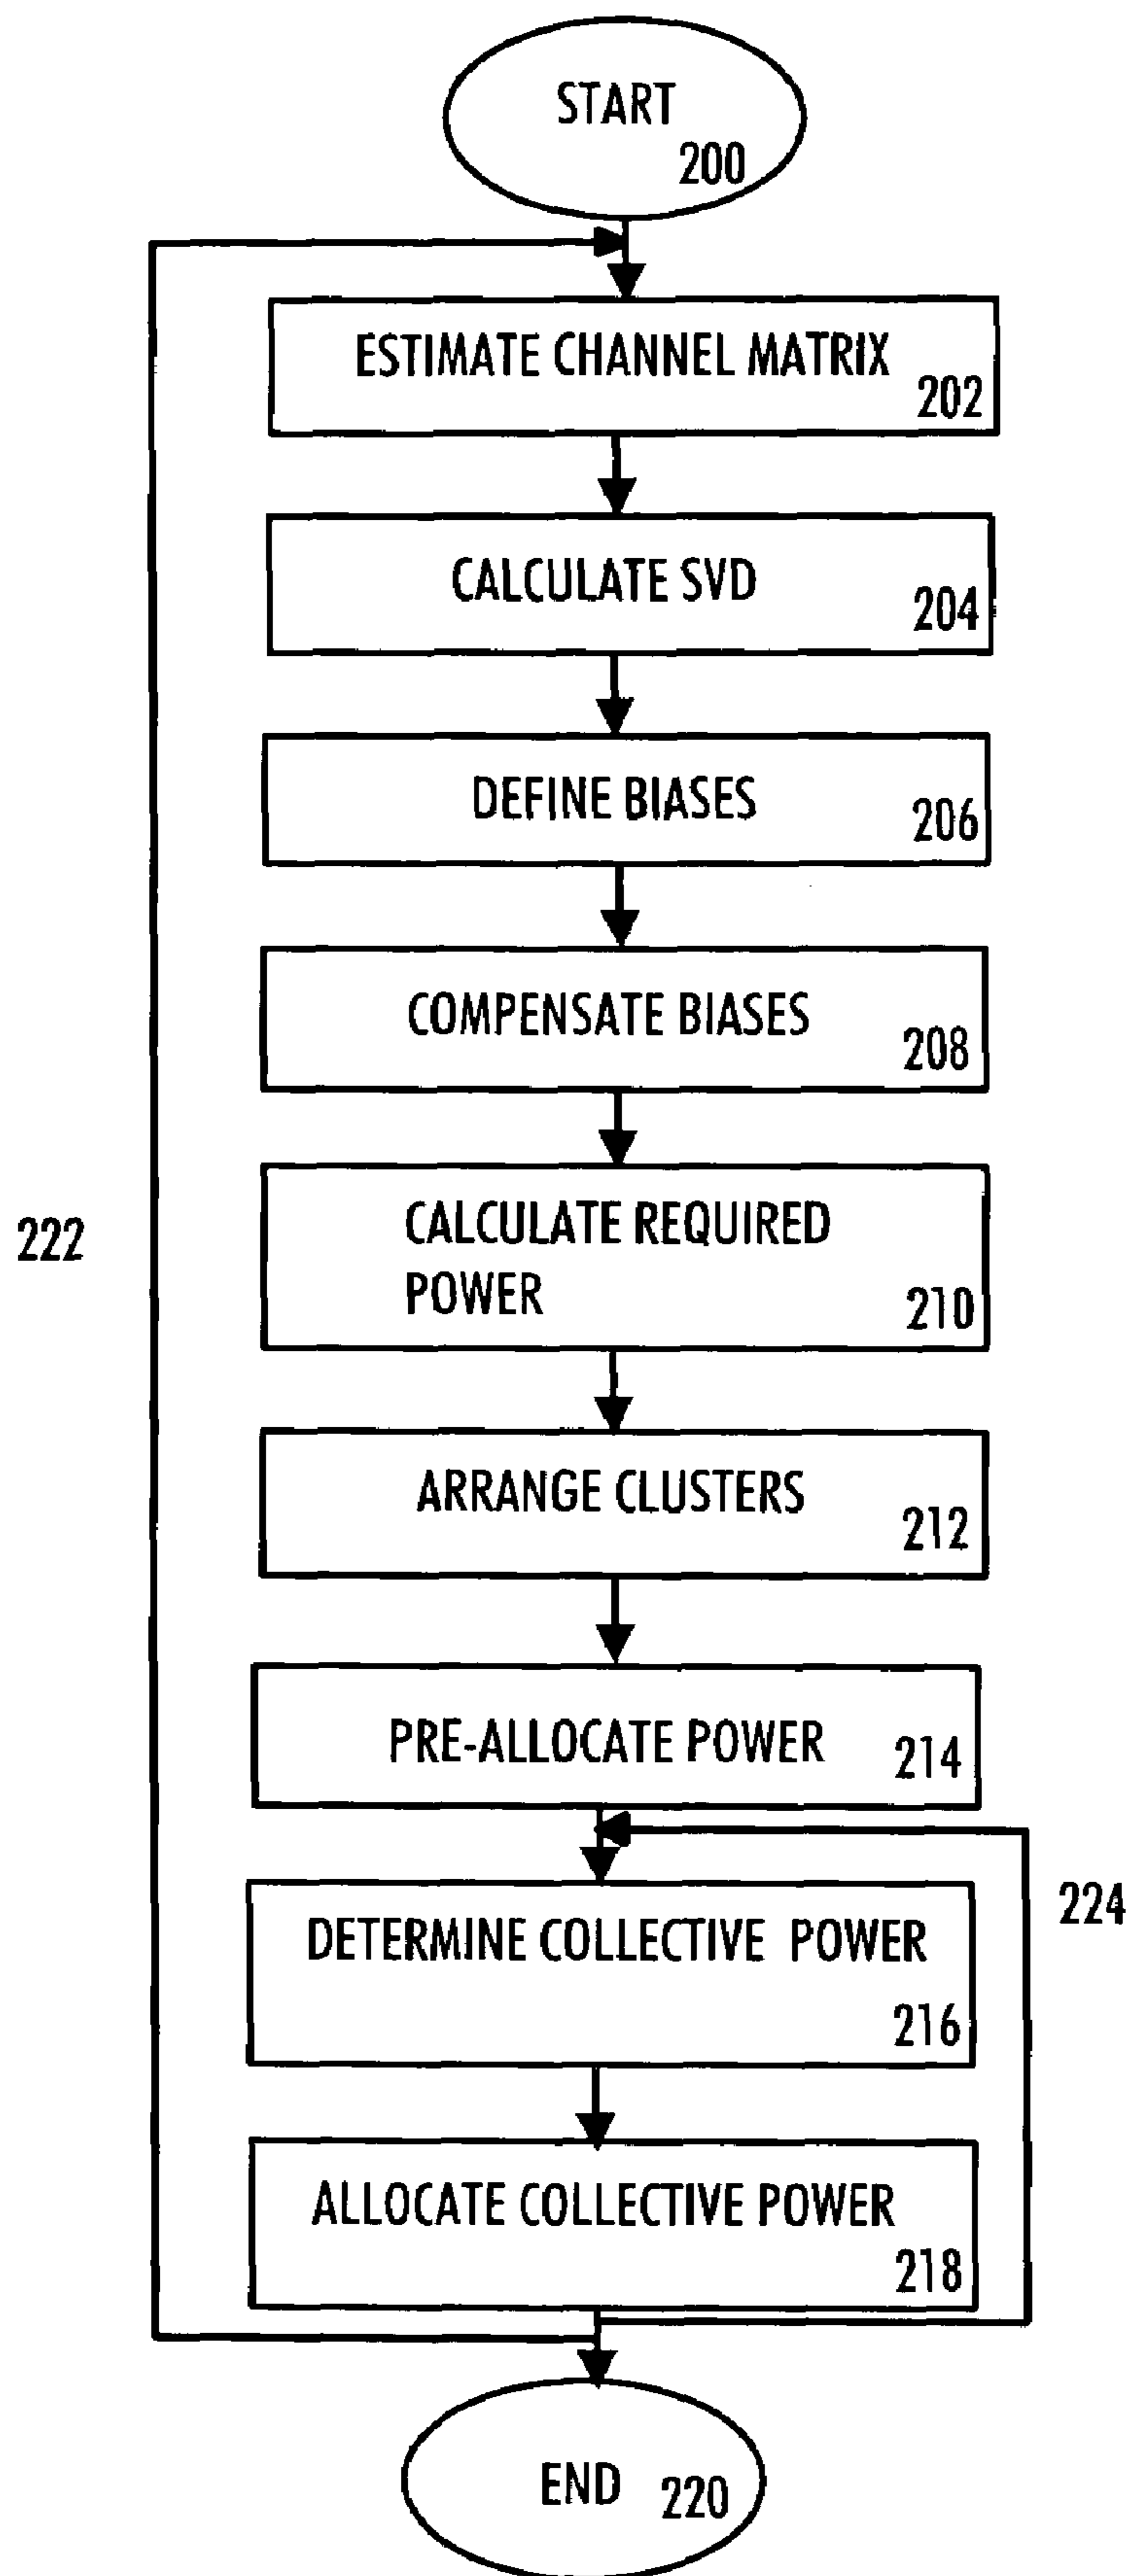 START
200
ESTIMATE CHANNEL MATRIX
202
CALCULATE SVD
204
DEFINE BIASES
206
COMPENSATE BIASES
208
CALCULATE REQUIRED
POWER
210
222
ARRANGE CLUSTERS
212
PRE-ALLOCATE POWER
214
224
DETERMINE COLLECTIVE POWER
216
ALLOCATE COLLECTIVE POWER
218
END 220